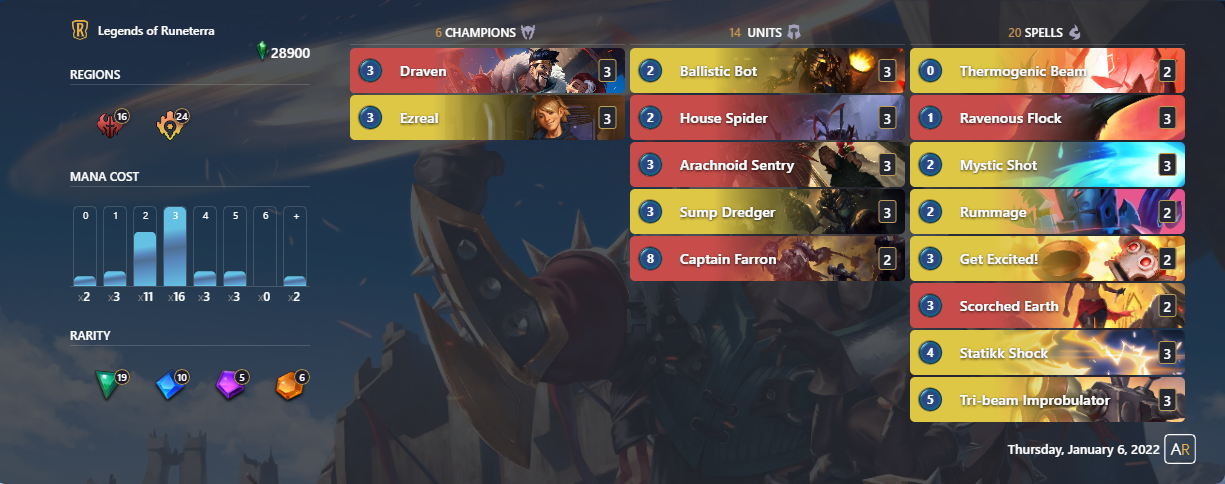 Legends of Runeterra
28900
REGIONS
16 24
MANA COST
0 1 2 3 4 5 6 +
x2 x3 x11 x16 x3 x3 x0 x2
RARITY
19 10 5 6
6 CHAMPIONS
3 Draven 3
3 Ezreal 3
14 UNITS
2 Ballistic Bot 3
2 House Spider 3
3 Arachnoid Sentry 3
3 Sump Dredger 3
8 Captain Farron 2
20 SPELLS
0 Thermogenic Beam 2
1 Ravenous Flock 3
2 Mystic Shot 3
2 Rummage 2
3 Get Excited! 2
3 Scorched Earth 2
4 Statikk Shock 3
5 Tri-beam Improbulator 3
Thursday, January 6, 2022 AR